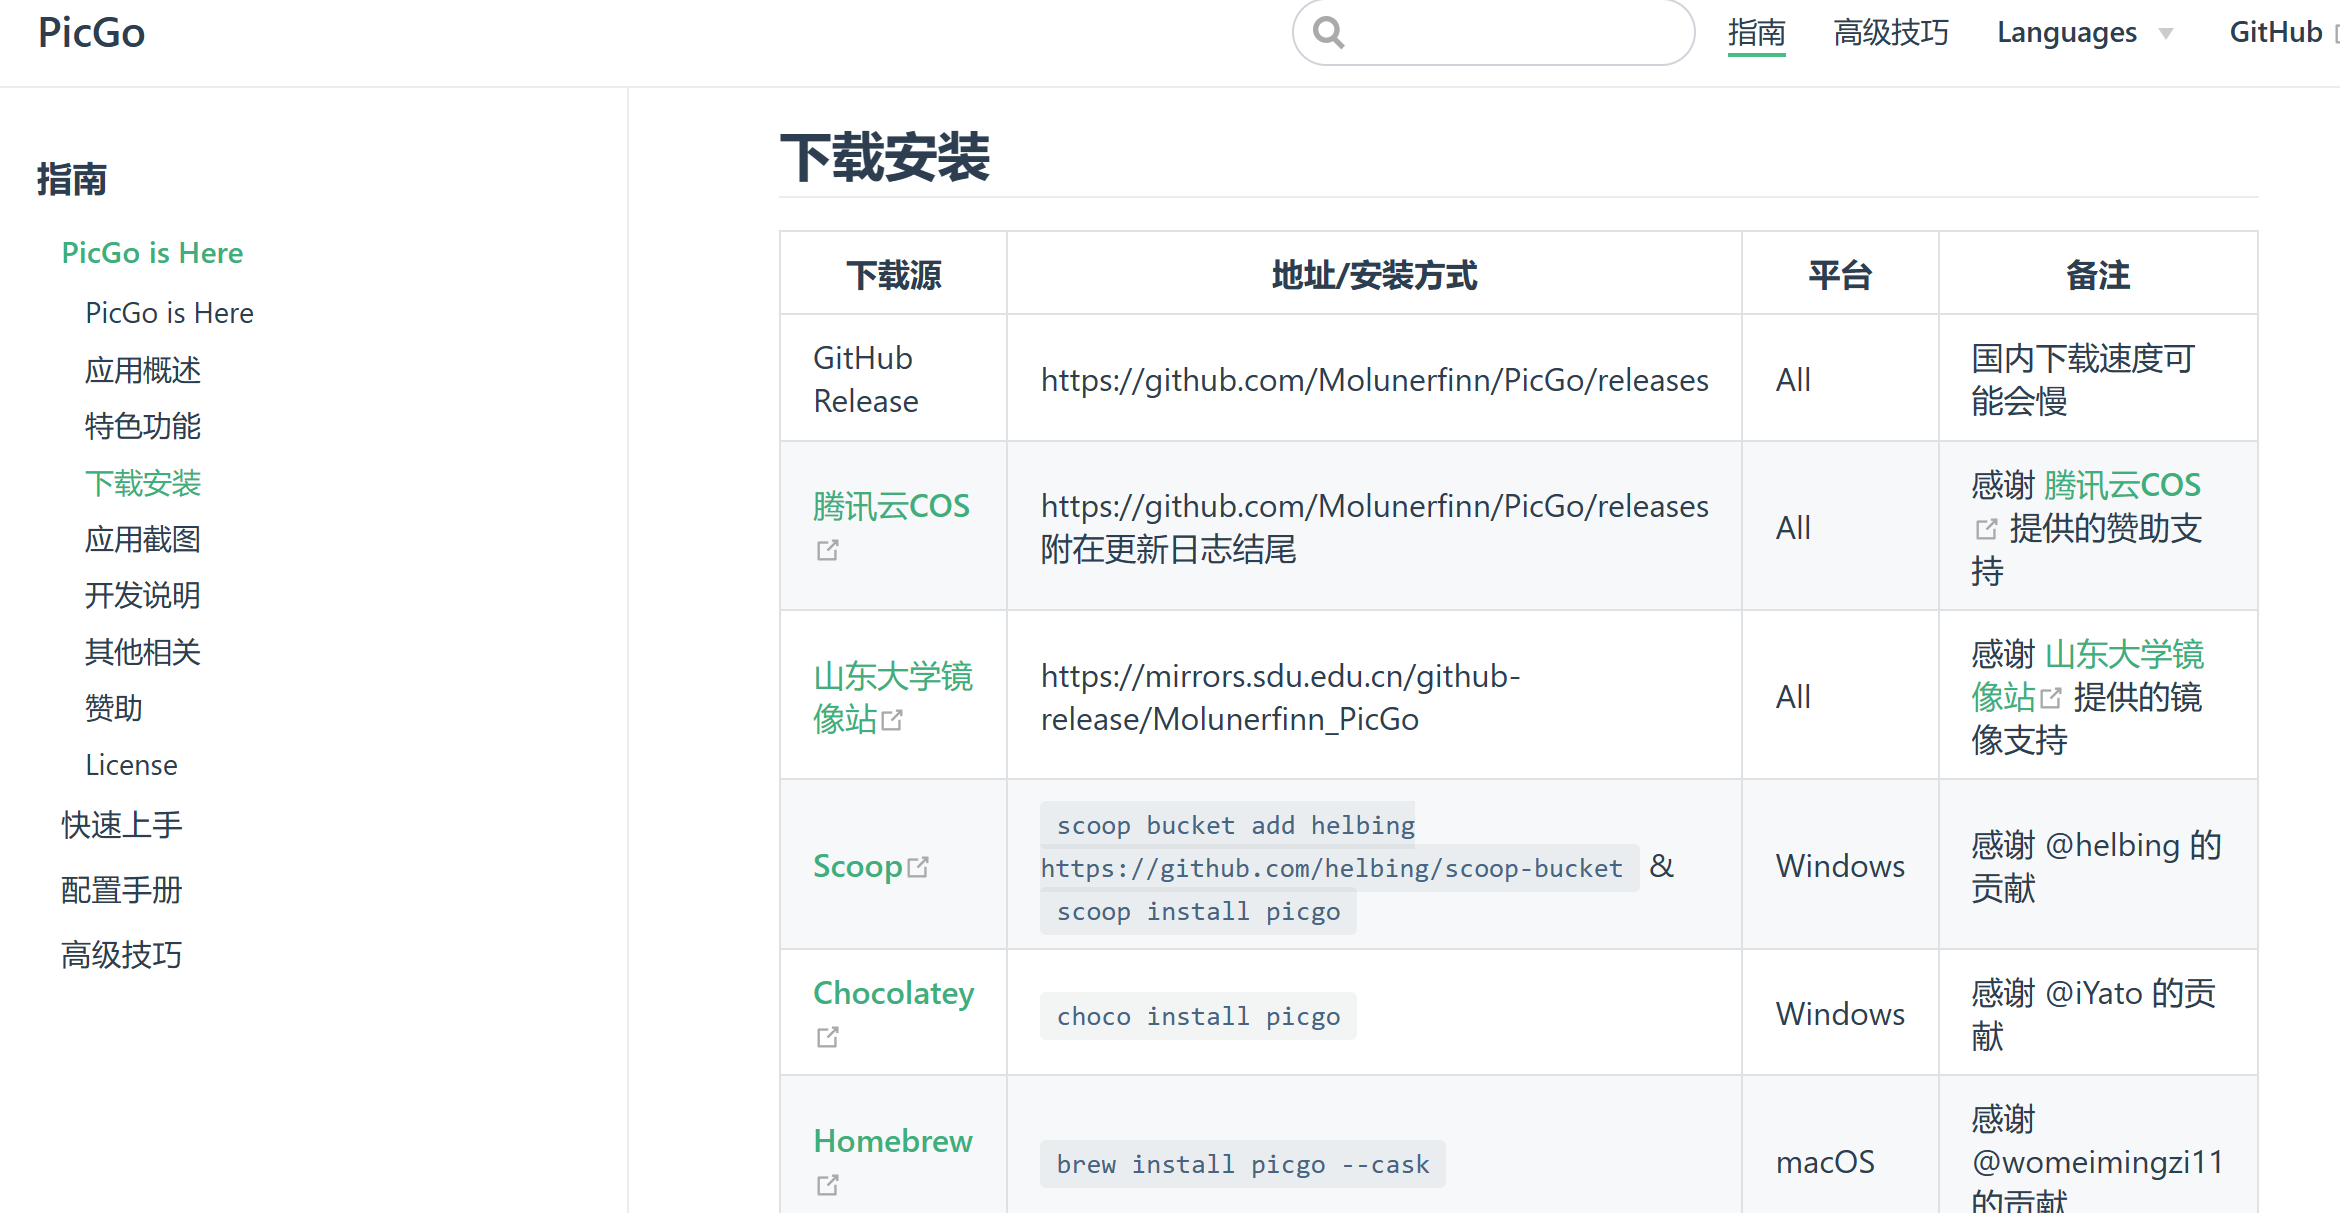 PicGo
指南
高级技巧
Languages
GitHub
指南
PicGo is Here
PicGo is Here
应用概述
特色功能
下载安装
应用截图
开发说明
其他相关
赞助
License
快速上手
配置手册
高级技巧
下载安装
下载源
地址/安装方式
平台
备注
GitHub
Release
https://github.com/Molunerfinn/PicGo/releases
All
国内下载速度可
能会慢
腾讯云COS
https://github.com/Molunerfinn/PicGo/releases
附在更新日志结尾
All
感谢 腾讯云COS
提供的赞助支
持
山东大学镜
像站
https://mirrors.sdu.edu.cn/github-
release/Molunerfinn_PicGo
All
感谢 山东大学镜
像站 提供的镜
像支持
Scoop
scoop bucket add helbing
https://github.com/helbing/scoop-bucket &
scoop install picgo
Windows
感谢 @helbing 的
贡献
Chocolatey
choco install picgo
Windows
感谢 @iYato 的贡
献
Homebrew
brew install picgo --cask
macOS
感谢
@womeimingzi11
的贡献